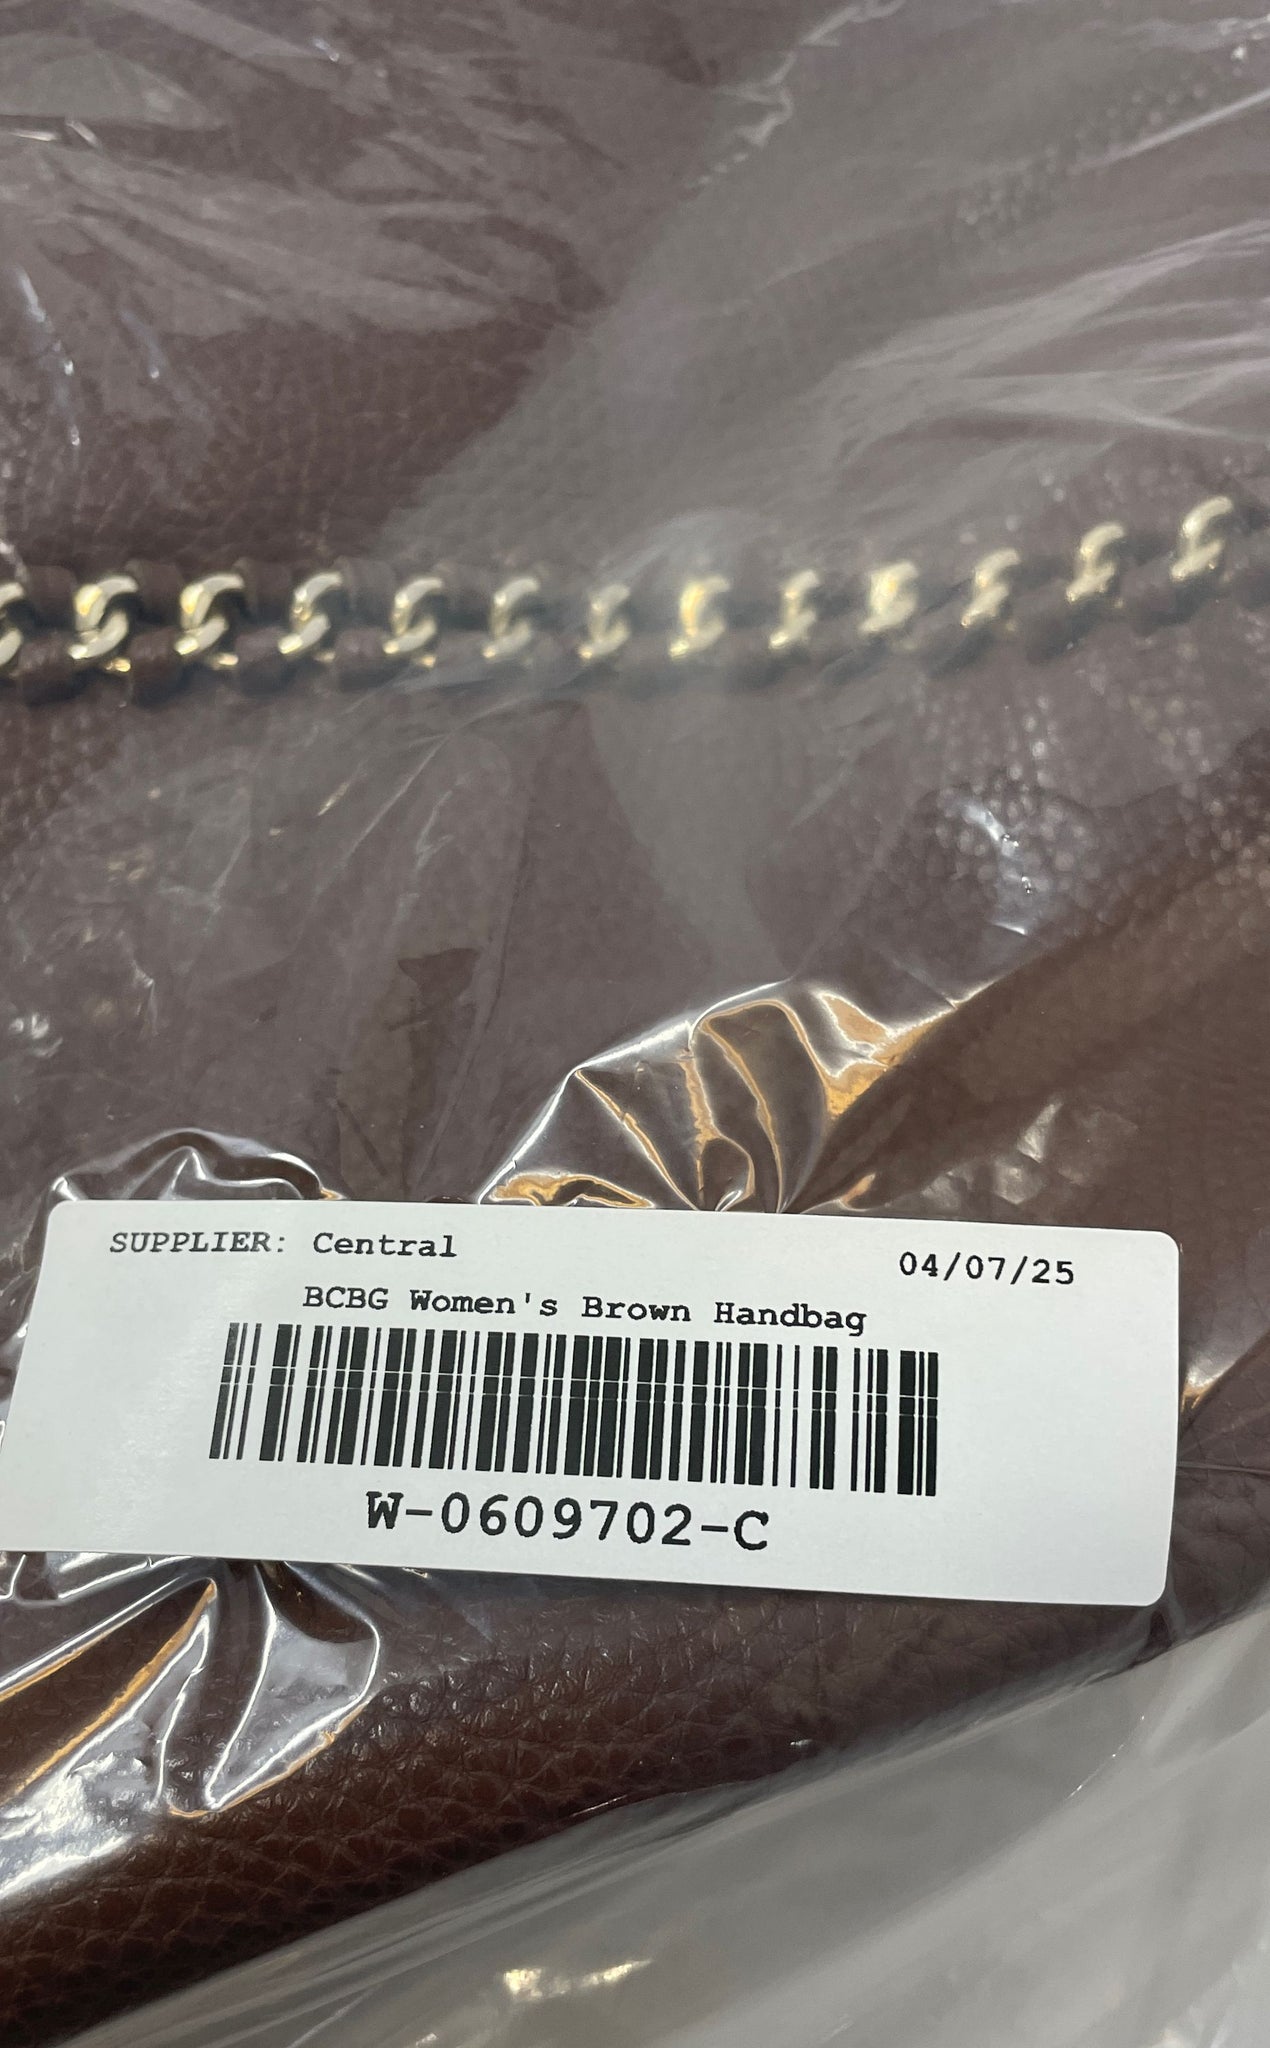 SUPPLIER: Central
04/07/25
BCBG Women's Brown Handbag
W-0609702-C